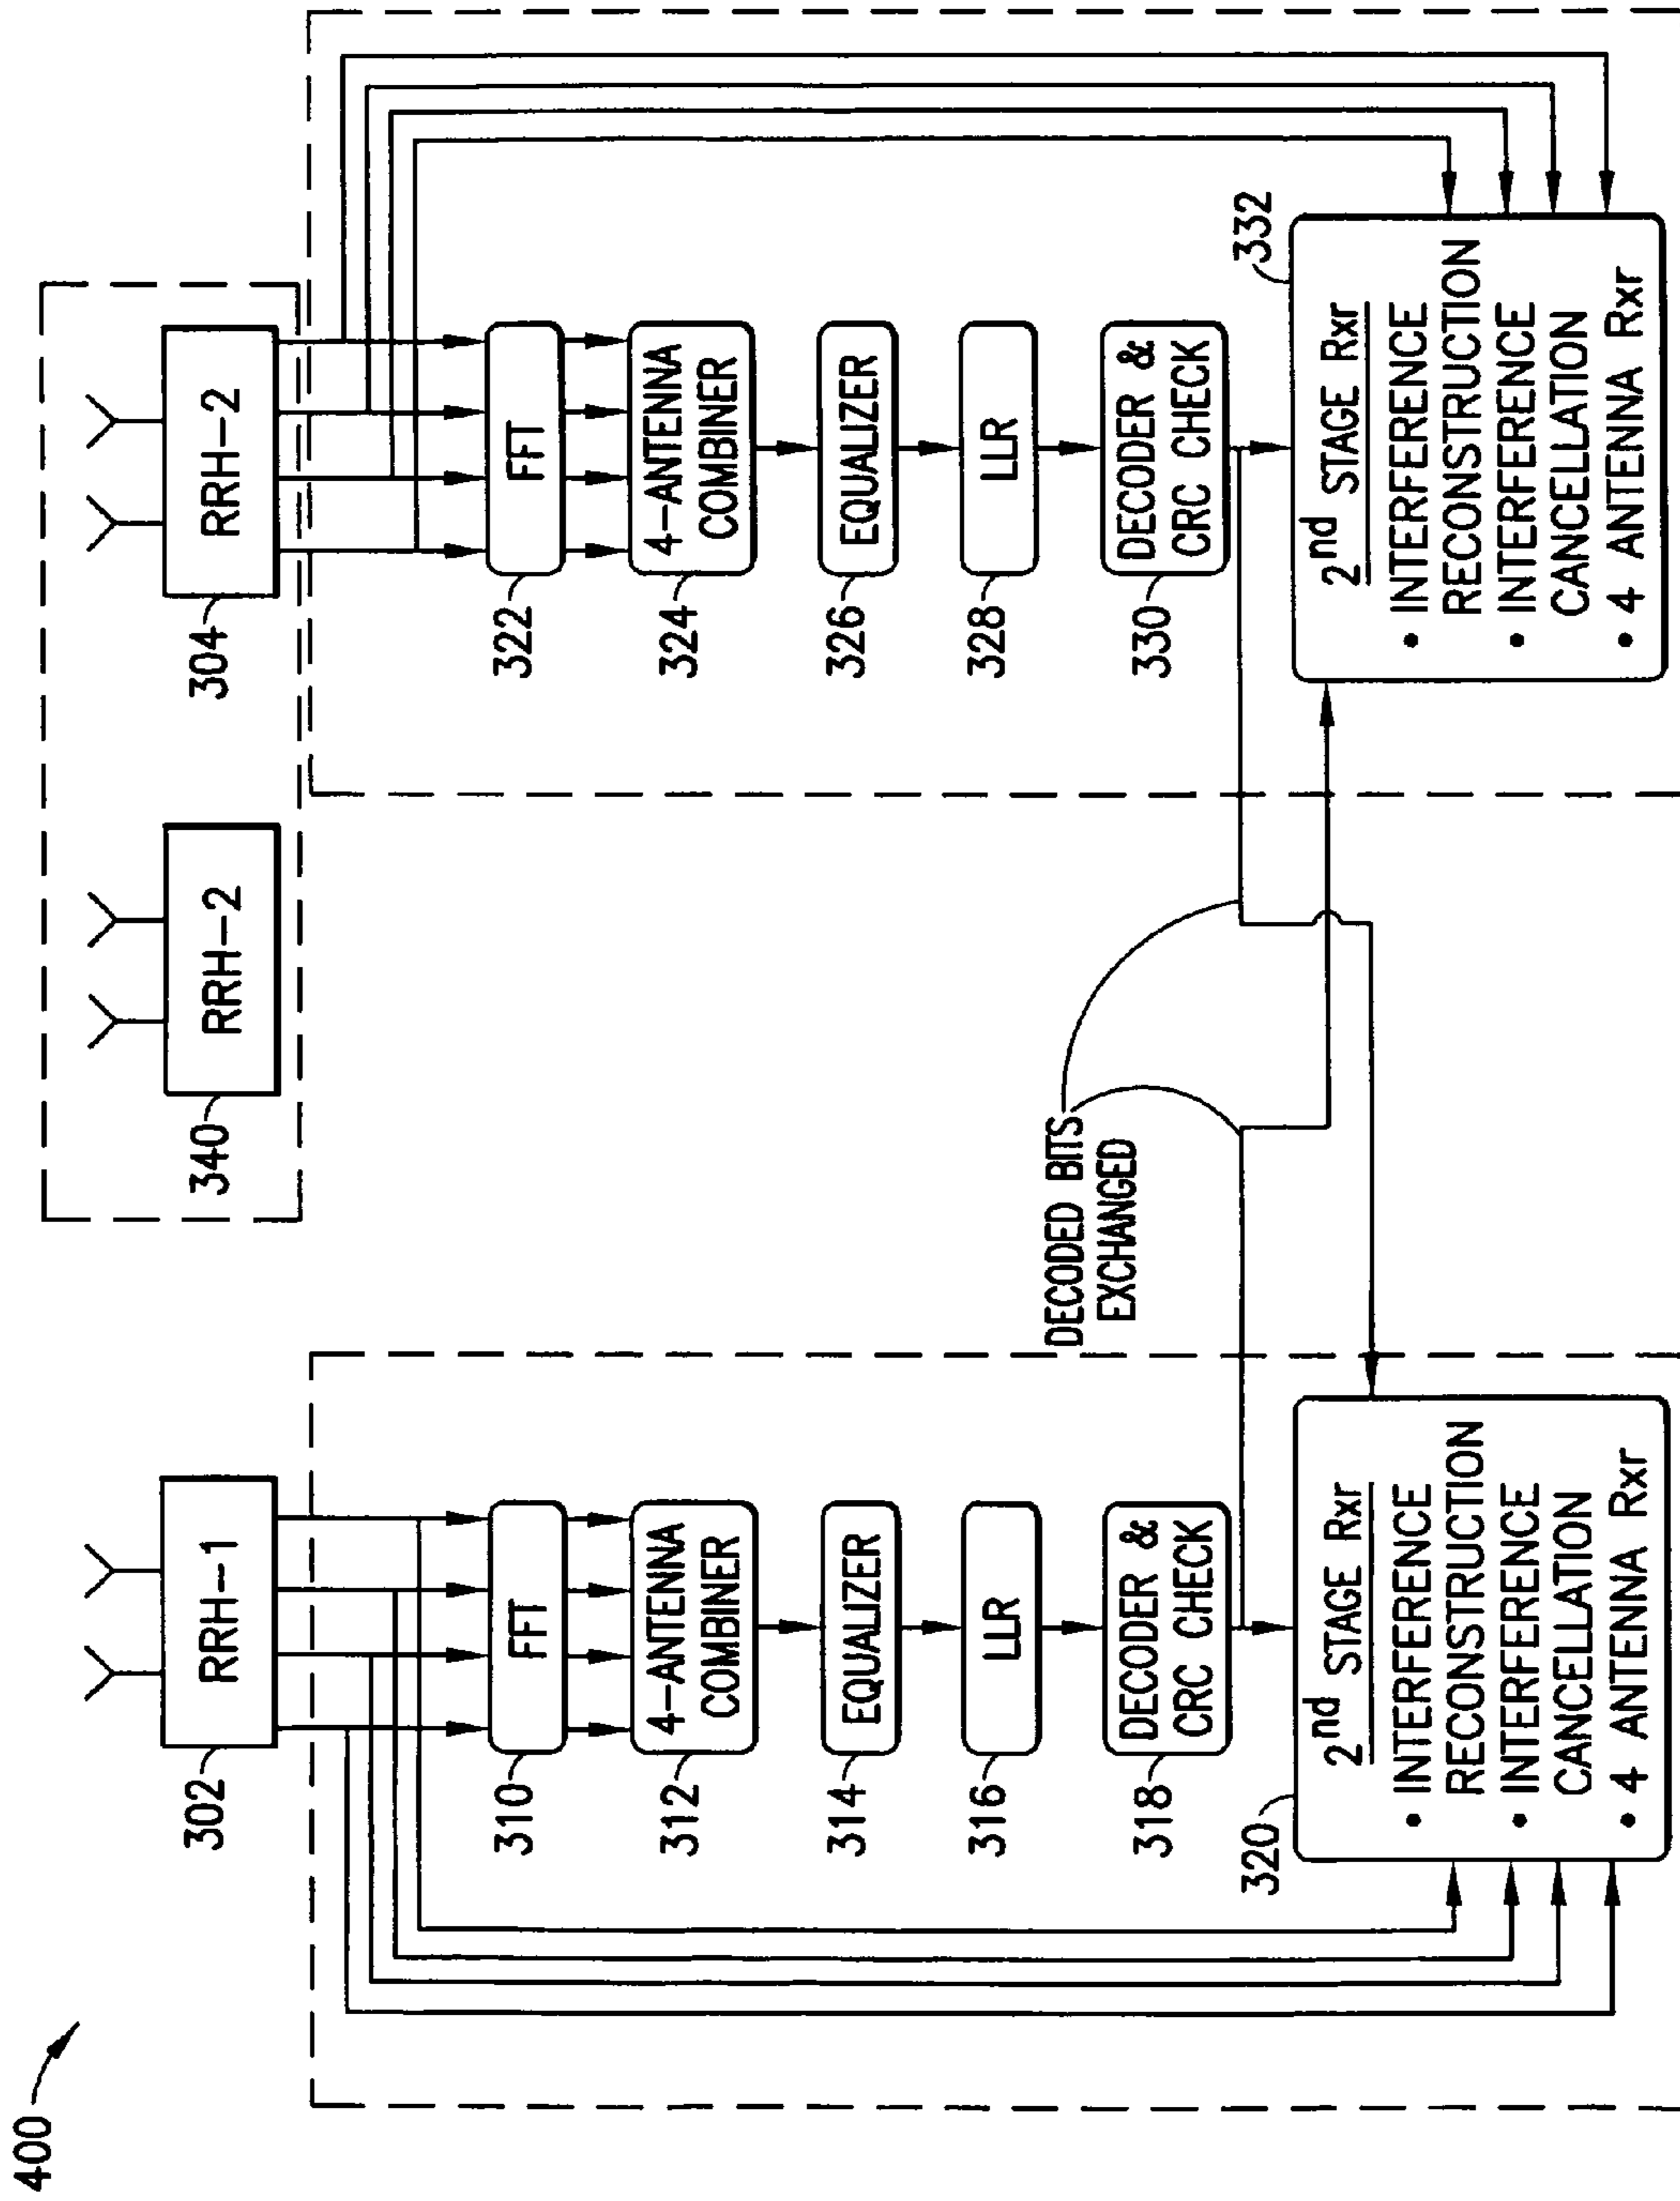 400
302
RRH-1
340
RRH-2
304
RRH-2
310
FFT
312
4-ANTENNA
COMBINER
314
EQUALIZER
316
LLR
318
DECODER &
CRC CHECK
320
2nd STAGE Rxr
• INTERFERENCE
RECONSTRUCTION
• INTERFERENCE
CANCELLATION
• 4 ANTENNA Rxr
DECODED BITS
EXCHANGED
322
FFT
324
4-ANTENNA
COMBINER
326
EQUALIZER
328
LLR
330
DECODER &
CRC CHECK
332
2nd STAGE Rxr
• INTERFERENCE
RECONSTRUCTION
• INTERFERENCE
CANCELLATION
• 4 ANTENNA Rxr